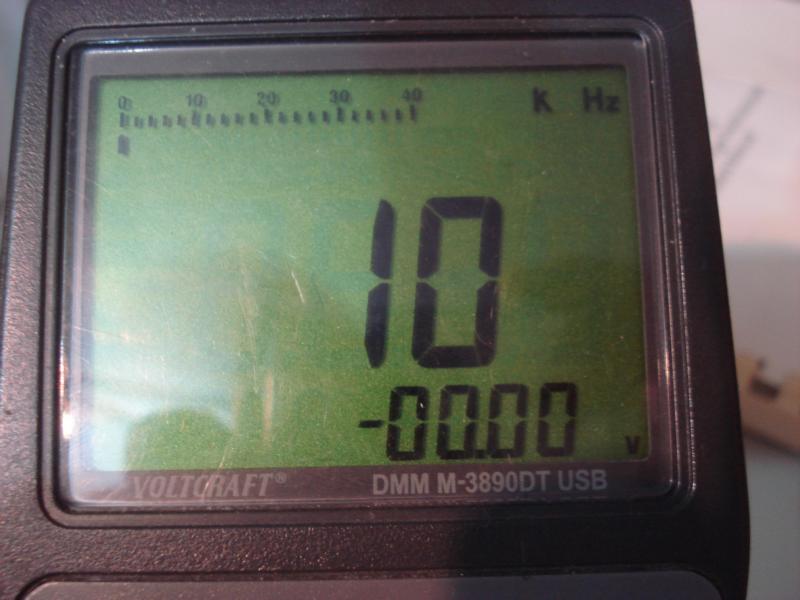 0 10 20 30 40 K Hz
10
-00.00 V
VOLTCRAFT® DMM M-3890DT USB